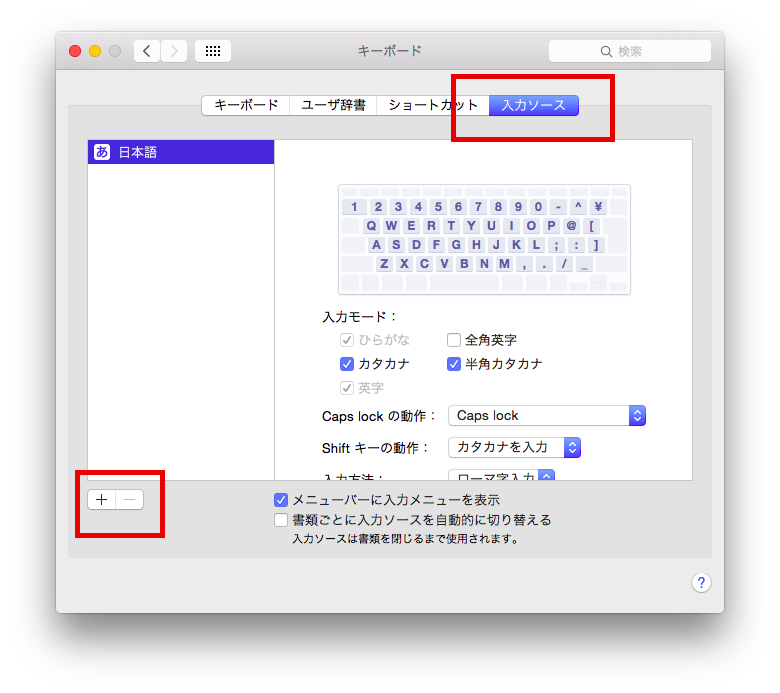 キーボード
検索
キーボード ユーザ辞書 ショートカット 入力ソース
あ 日本語
1 2 3 4 5 6 7 8 9 0 - ^ ¥
Q W E R T Y U I O P @ [
A S D F G H J K L ; : ]
Z X C V B N M , . / _
入力モード：
ひらがな 全角英字
カタカナ 半角カタカナ
英字
Caps lock の動作： Caps lock
Shift キーの動作： カタカナを入力
入力方法： ローマ字入力
+ −
メニューバーに入力メニューを表示
書類ごとに入力ソースを自動的に切り替える
入力ソースは書類を閉じるまで使用されます。
?